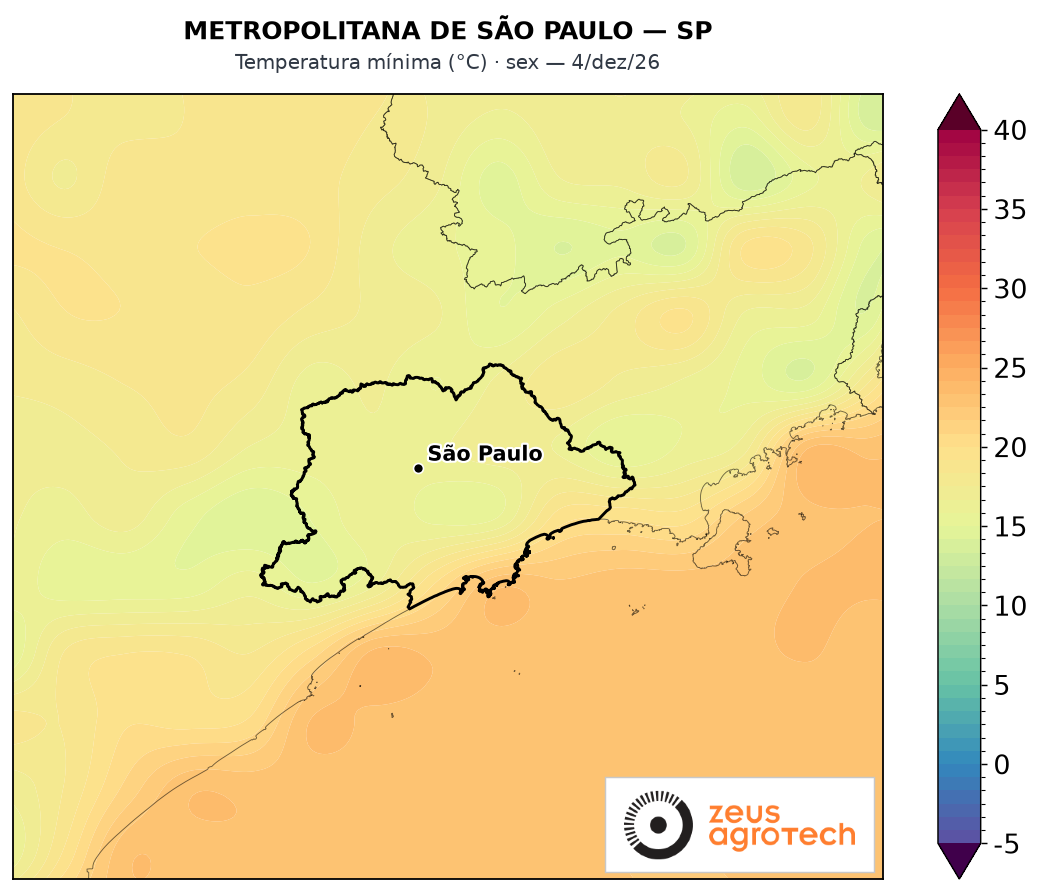 METROPOLITANA DE SÃO PAULO — SP
Temperatura mínima (°C) · sex — 4/dez/26
São Paulo
40
35
30
25
20
15
10
5
0
-5
zeus
agrotech